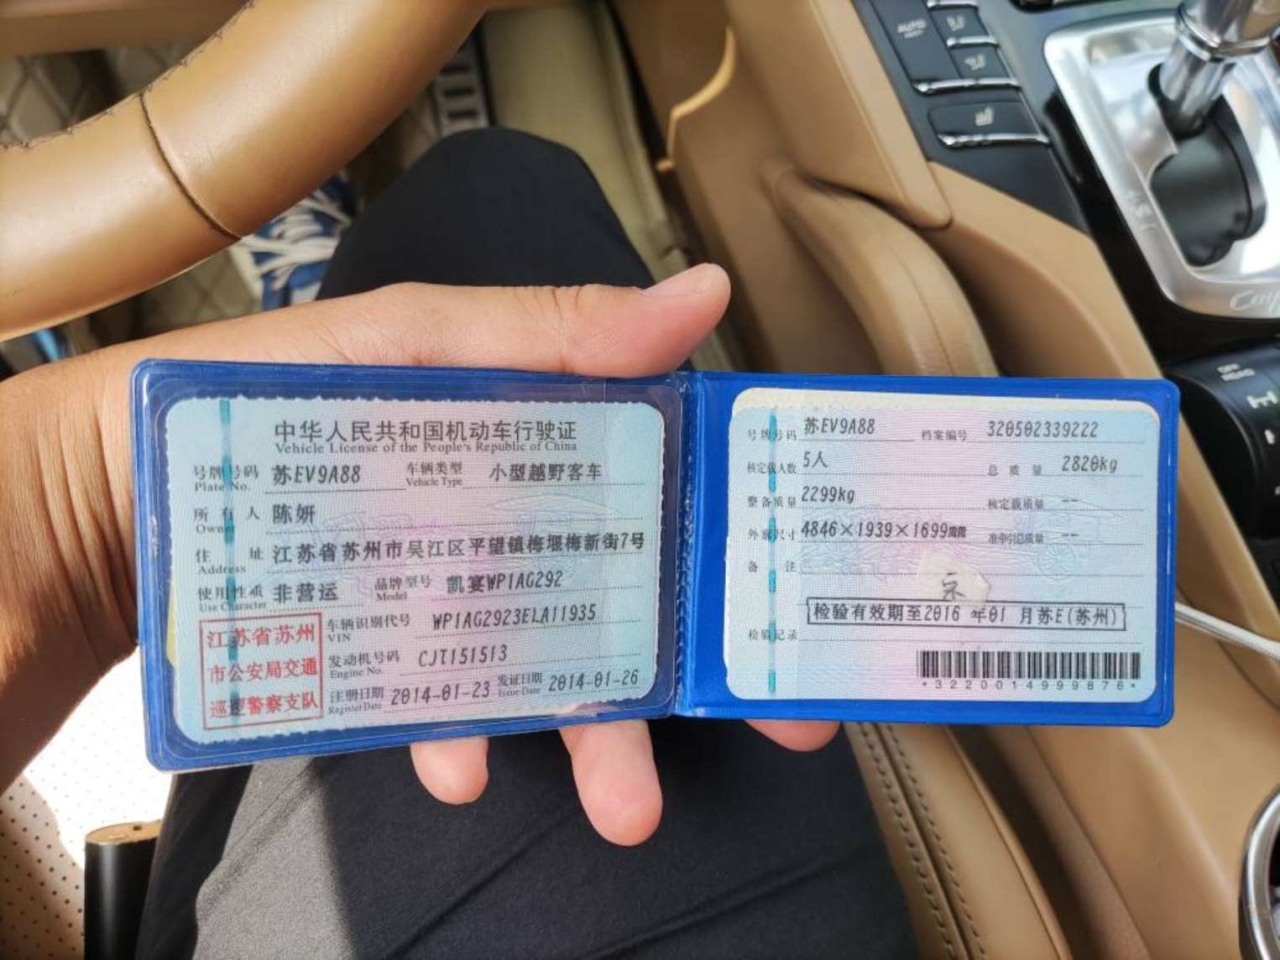 中华人民共和国机动车行驶证
Vehicle License of the People's Republic of China
号牌号码 苏EV9A88 车辆类型 小型越野客车
Plate No. Vehicle Type
所有人 陈妍
Owner
住址 江苏省苏州市吴江区平望镇梅堰梅新街7号
Address
使用性质 非营运 品牌型号 凯宴WP1AG292
Use Character Model
江苏省苏州
市公安局交通
巡逻警察支队
车辆识别代号 WP1AG2923ELA11935
VIN
发动机号码 CJT151513
Engine No.
注册日期 2014-01-23 发证日期 2014-01-26
Register Date Issue Date
号牌号码 苏EV9A88 档案编号 320502339222
核定载人数 5人 总质量 2820kg
整备质量 2299kg 核定载质量 --
外廓尺寸 4846×1939×1699mm 准牵引总质量 --
备注
检验有效期至2016年01月苏E(苏州)
检验记录
*3220014999876*
AUTO
OFF
ROAD